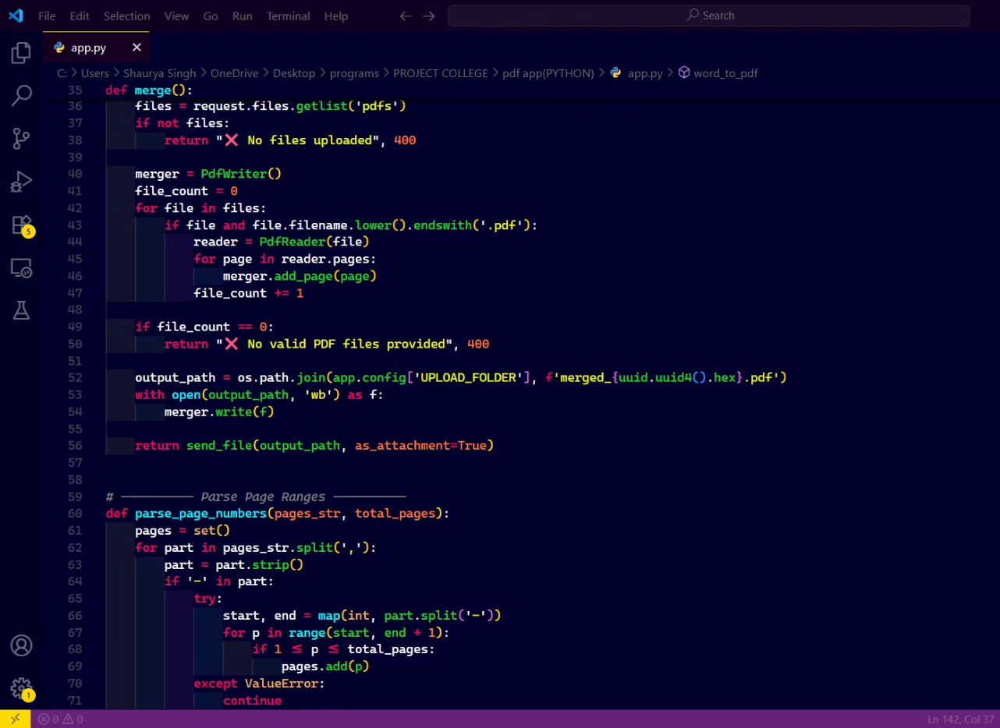 File Edit Selection View Go Run Terminal Help Search
app.py
C: > Users > Shaurya Singh > OneDrive > Desktop > programs > PROJECT COLLEGE > pdf app(PYTHON) > app.py > word_to_pdf
35 def merge():
36     files = request.files.getlist('pdfs')
37     if not files:
38         return "❌ No files uploaded", 400
39
40     merger = PdfWriter()
41     file_count = 0
42     for file in files:
43         if file and file.filename.lower().endswith('.pdf'):
44             reader = PdfReader(file)
45             for page in reader.pages:
46                 merger.add_page(page)
47             file_count += 1
48
49     if file_count == 0:
50         return "❌ No valid PDF files provided", 400
51
52     output_path = os.path.join(app.config['UPLOAD_FOLDER'], f'merged_{uuid.uuid4().hex}.pdf')
53     with open(output_path, 'wb') as f:
54         merger.write(f)
55
56     return send_file(output_path, as_attachment=True)
57
58
59 # ────────── Parse Page Ranges ──────────
60 def parse_page_numbers(pages_str, total_pages):
61     pages = set()
62     for part in pages_str.split(','):
63         part = part.strip()
64         if '-' in part:
65             try:
66                 start, end = map(int, part.split('-'))
67                 for p in range(start, end + 1):
68                     if 1 ≤ p ≤ total_pages:
69                         pages.add(p)
70             except ValueError:
71                 continue
5
1
0 0
Ln 142, Col 37